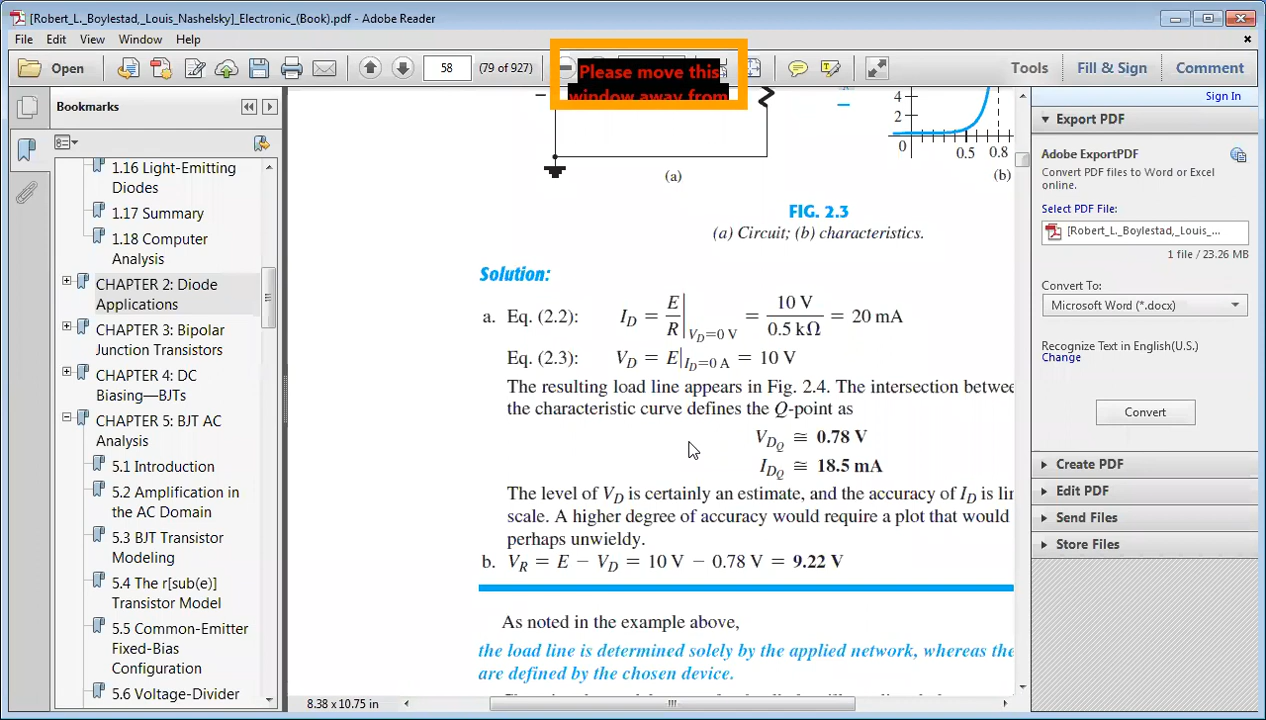 [Robert_L._Boylestad,_Louis_Nashelsky]_Electronic_(Book).pdf - Adobe Reader
File Edit View Window Help
Open 58 (79 of 927) Tools Fill & Sign Comment
Please move this
window away from
Sign In
Bookmarks
1.16 Light-Emitting
Diodes
1.17 Summary
1.18 Computer
Analysis
CHAPTER 2: Diode
Applications
CHAPTER 3: Bipolar
Junction Transistors
CHAPTER 4: DC
Biasing—BJTs
CHAPTER 5: BJT AC
Analysis
5.1 Introduction
5.2 Amplification in
the AC Domain
5.3 BJT Transistor
Modeling
5.4 The r[sub(e)]
Transistor Model
5.5 Common-Emitter
Fixed-Bias
Configuration
5.6 Voltage-Divider
4
2
0 0.5 0.8
(a) (b)
FIG. 2.3
(a) Circuit; (b) characteristics.
Solution:
a. Eq. (2.2): I_D = E/R |V_D=0 V = 10 V / 0.5 kΩ = 20 mA
Eq. (2.3): V_D = E|I_D=0 A = 10 V
The resulting load line appears in Fig. 2.4. The intersection betwee
the characteristic curve defines the Q-point as
V_DQ ≅ 0.78 V
I_DQ ≅ 18.5 mA
The level of V_D is certainly an estimate, and the accuracy of I_D is li
scale. A higher degree of accuracy would require a plot that would
perhaps unwieldy.
b. V_R = E − V_D = 10 V − 0.78 V = 9.22 V
As noted in the example above,
the load line is determined solely by the applied network, whereas the
are defined by the chosen device.
8.38 x 10.75 in
Export PDF
Adobe ExportPDF
Convert PDF files to Word or Excel
online.
Select PDF File:
[Robert_L._Boylestad,_Louis_...
1 file / 23.26 MB
Convert To:
Microsoft Word (*.docx)
Recognize Text in English(U.S.)
Change
Convert
Create PDF
Edit PDF
Send Files
Store Files